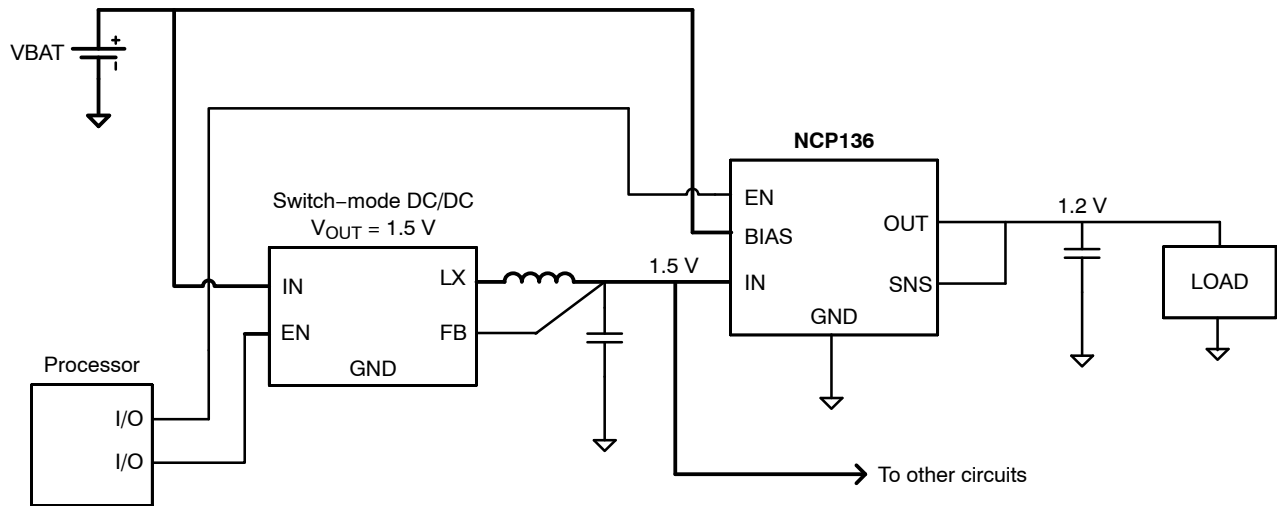 VBAT
+
NCP136
EN
BIAS
IN
OUT
SNS
GND
1.2 V
LOAD
Switch−mode DC/DC
VOUT = 1.5 V
IN
EN
LX
FB
GND
1.5 V
Processor
I/O
I/O
To other circuits